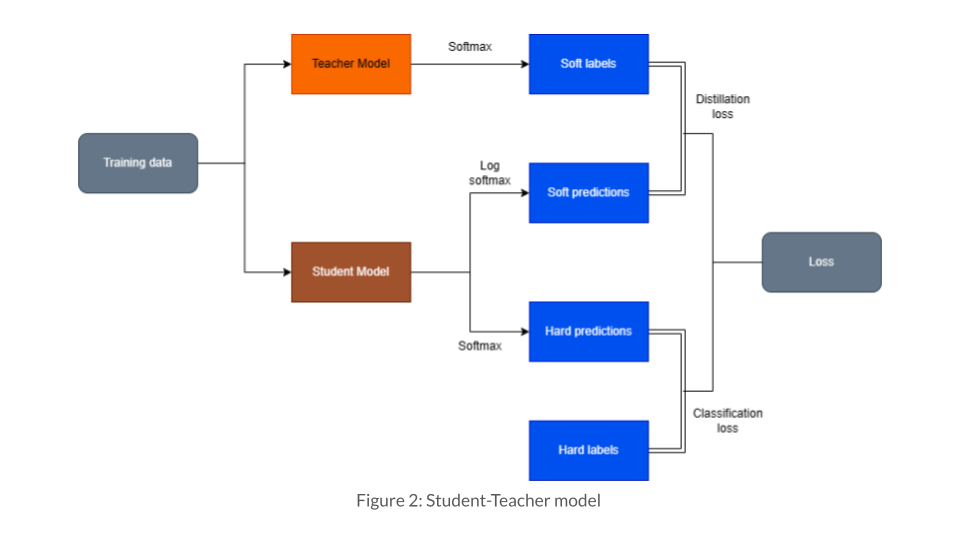 Softmax
Teacher Model
Soft labels
Distillation
loss
Training data
Log
softmax
Soft predictions
Student Model
Loss
Hard predictions
Softmax
Classification
loss
Hard labels
Figure 2: Student-Teacher model